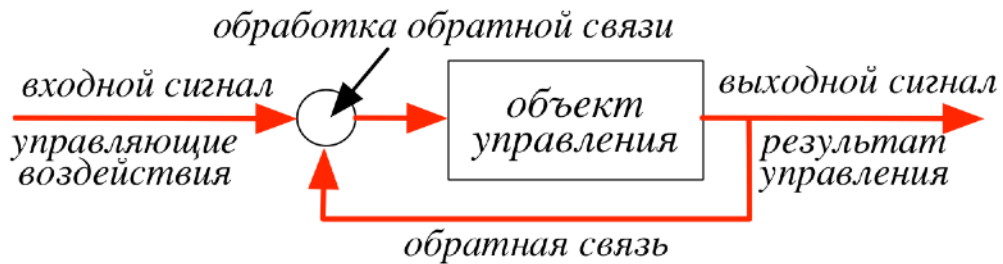 обработка обратной связи
входной сигнал
управляющие
воздействия
объект
управления
выходной сигнал
результат
управления
обратная связь